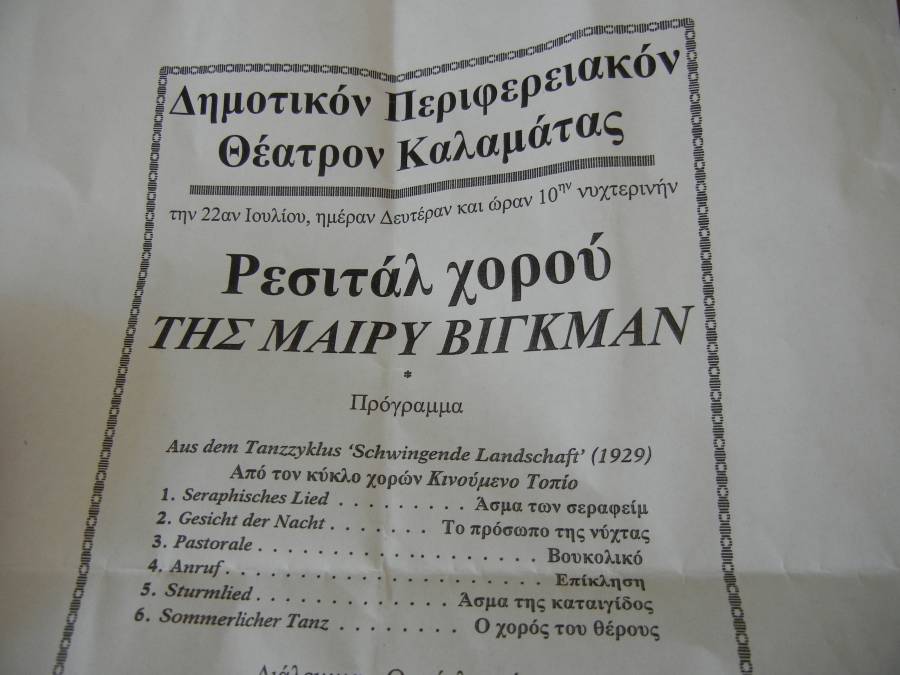 Δημοτικόν Περιφερειακόν
Θέατρον Καλαμάτας
την 22αν Ιουλίου, ημέραν Δευτέραν και ώραν 10ην νυχτερινήν
Ρεσιτάλ χορού
ΤΗΣ ΜΑΙΡΥ ΒΙΓΚΜΑΝ
*
Πρόγραμμα
Aus dem Tanzzyklus ‘Schwingende Landschaft’ (1929)
Από τον κύκλο χορών Κινούμενο Τοπίο
1. Seraphisches Lied . . . . . . . . . Άσμα των σεραφείμ
2. Gesicht der Nacht . . . . . . . Το πρόσωπο της νύχτας
3. Pastorale . . . . . . . . . . . . . . . . . . . Βουκολικό
4. Anruf . . . . . . . . . . . . . . . . . . . . . . Επίκληση
5. Sturmlied . . . . . . . . . . . . . Άσμα της καταιγίδος
6. Sommerlicher Tanz . . . . . . . . Ο χορός του θέρους